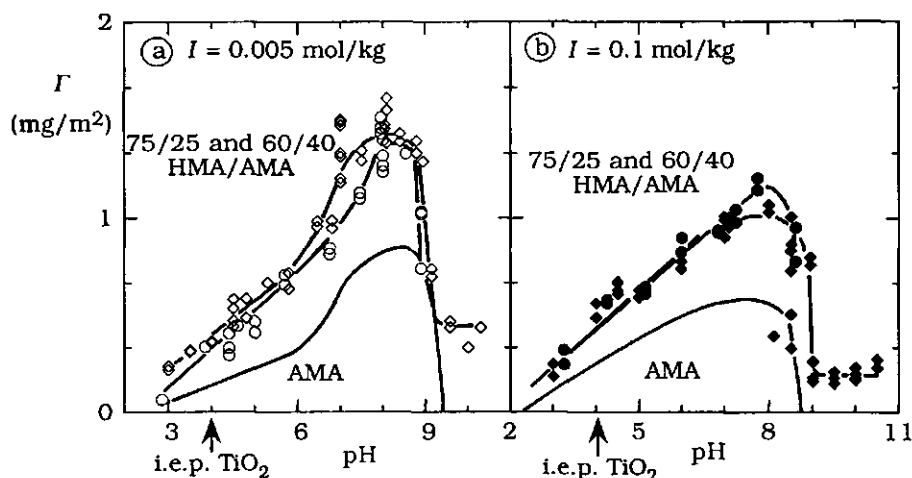 2
ⓐ I = 0.005 mol/kg
ⓑ I = 0.1 mol/kg
Γ
(mg/m²)
75/25 and 60/40
HMA/AMA
75/25 and 60/40
HMA/AMA
1
AMA
AMA
0
3 6 9 2 5 8 11
pH
pH
i.e.p. TiO₂
i.e.p. TiO₂